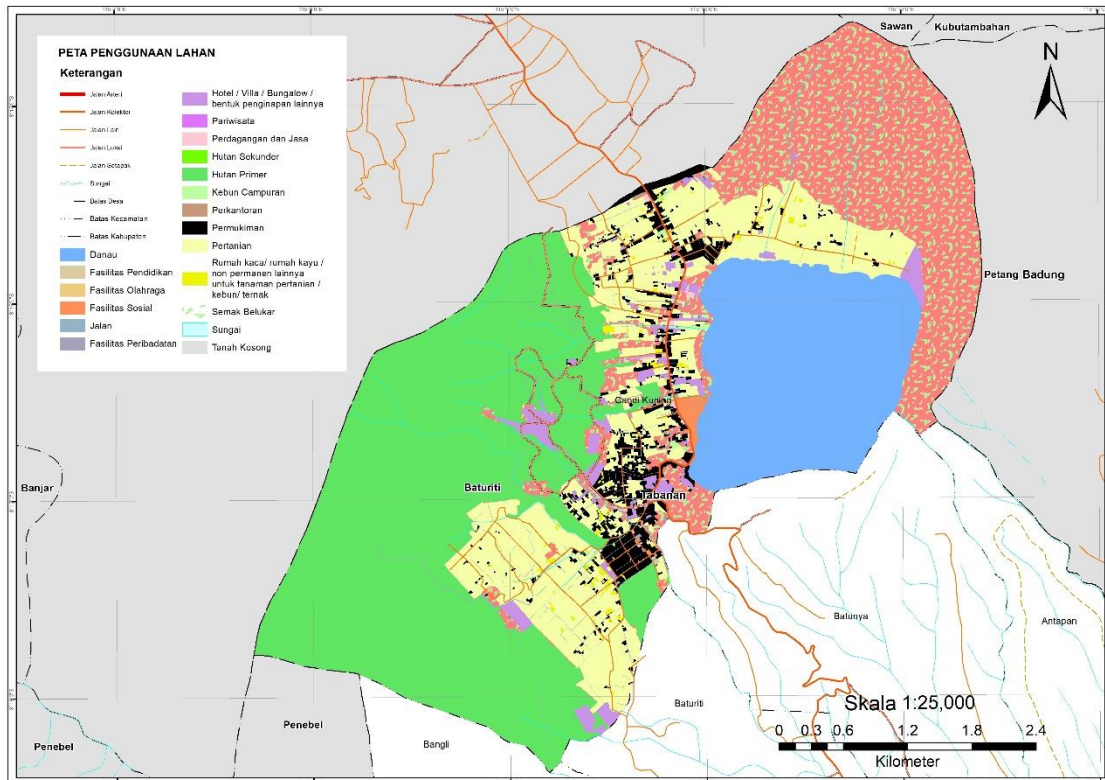 Sawan
Kubutambahan
PETA PENGGUNAAN LAHAN
Keterangan
Jalan Arteri
Jalan Kolektor
Jalan Lain
Jalan Lokal
Jalan Setapak
Sungai
Batas Desa
Batas Kecamatan
Batas Kabupaten
Danau
Fasilitas Pendidikan
Fasilitas Olahraga
Fasilitas Sosial
Jalan
Fasilitas Peribadatan
Hotel / Villa / Bungalow /
bentuk penginapan lainnya
Pariwisata
Perdagangan dan Jasa
Hutan Sekunder
Hutan Primer
Kebun Campuran
Perkantoran
Permukiman
Pertanian
Rumah kaca/ rumah kayu /
non permanen lainnya
untuk tanaman pertanian /
kebun/ ternak
Semak Belukar
Sungai
Tanah Kosong
N
Petang Badung
Candi Kuning
Banjar
Baturiti
Tabanan
Batunya
Antapan
Baturiti
Penebel
Penebel
Bangli
Skala 1:25,000
0 0.3 0.6 1.2 1.8 2.4
Kilometer